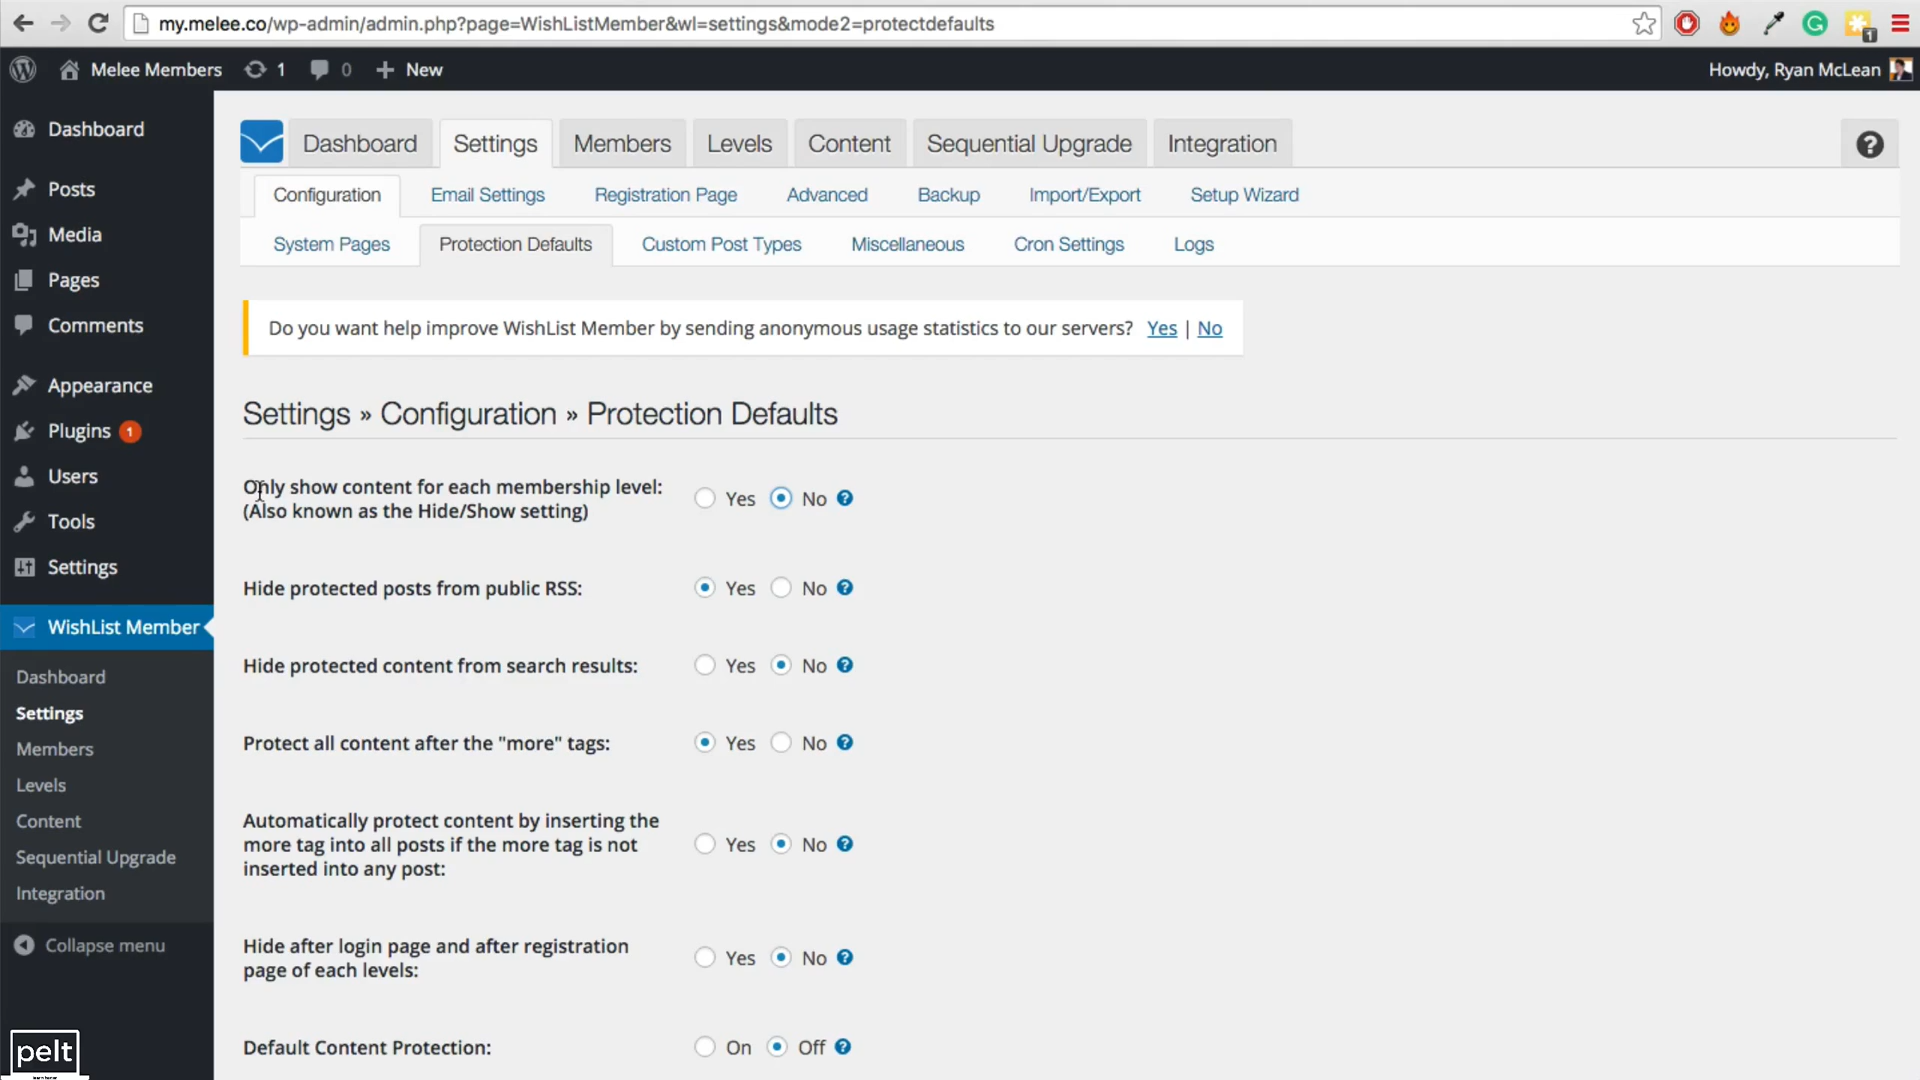 my.melee.co/wp-admin/admin.php?page=WishListMember&wl=settings&mode2=protectdefaults
1
Melee Members 1 0 New Howdy, Ryan McLean
Dashboard
Posts
Media
Pages
Comments
Appearance
Plugins 1
Users
Tools
Settings
WishList Member
Dashboard
Settings
Members
Levels
Content
Sequential Upgrade
Integration
Collapse menu
pelt
Dashboard Settings Members Levels Content Sequential Upgrade Integration ?
Configuration Email Settings Registration Page Advanced Backup Import/Export Setup Wizard
System Pages Protection Defaults Custom Post Types Miscellaneous Cron Settings Logs
Do you want help improve WishList Member by sending anonymous usage statistics to our servers? Yes | No
Settings » Configuration » Protection Defaults
Only show content for each membership level:
(Also known as the Hide/Show setting)
Yes No ?
Hide protected posts from public RSS: Yes No ?
Hide protected content from search results: Yes No ?
Protect all content after the "more" tags: Yes No ?
Automatically protect content by inserting the
more tag into all posts if the more tag is not
inserted into any post:
Yes No ?
Hide after login page and after registration
page of each levels:
Yes No ?
Default Content Protection: On Off ?